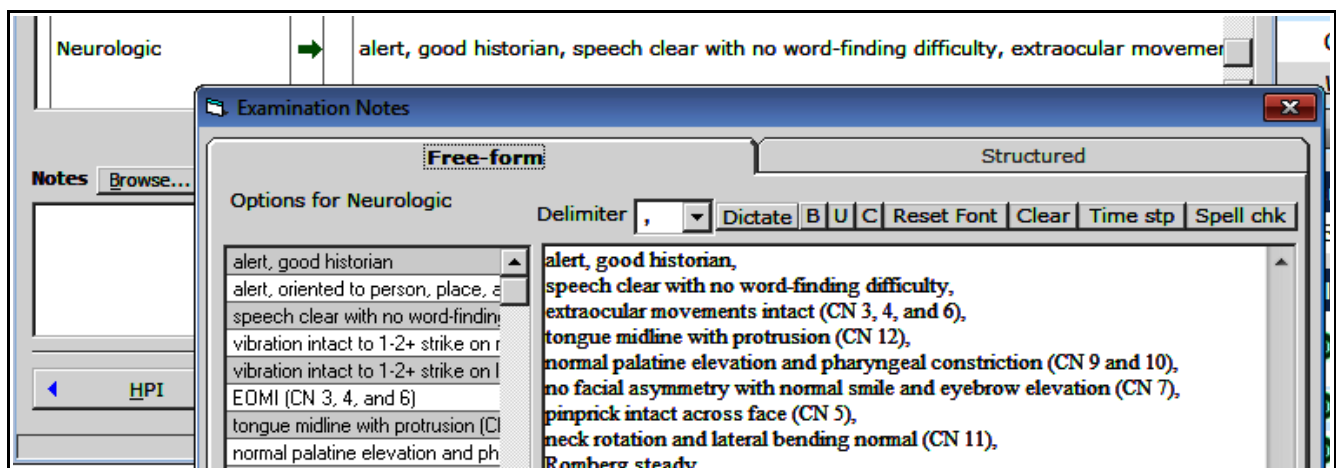 Neurologic
alert, good historian, speech clear with no word-finding difficulty, extraocular
Examination Notes
Free-form
Structured
Notes Browse...
Options for Neurologic
Delimiter , Dictate B U C Reset Font Clear Time stp Spell chk
alert, good historian
alert, oriented to person, place,
speech clear with no word-finding
vibration intact to 1-2+ strike on
vibration intact to 1-2+ strike on
EOMI (CN 3, 4, and 6)
tongue midline with protrusion
normal palatine elevation and
alert, good historian,
speech clear with no word-finding difficulty,
extraocular movements intact (CN 3, 4, and 6),
tongue midline with protrusion (CN 12),
normal palatine elevation and pharyngeal constriction (CN 9 and 10),
no facial asymmetry with normal smile and eyebrow elevation (CN 7),
pinprick intact across face (CN 5),
neck rotation and lateral bending normal (CN 11),
Romberg steady
HPI